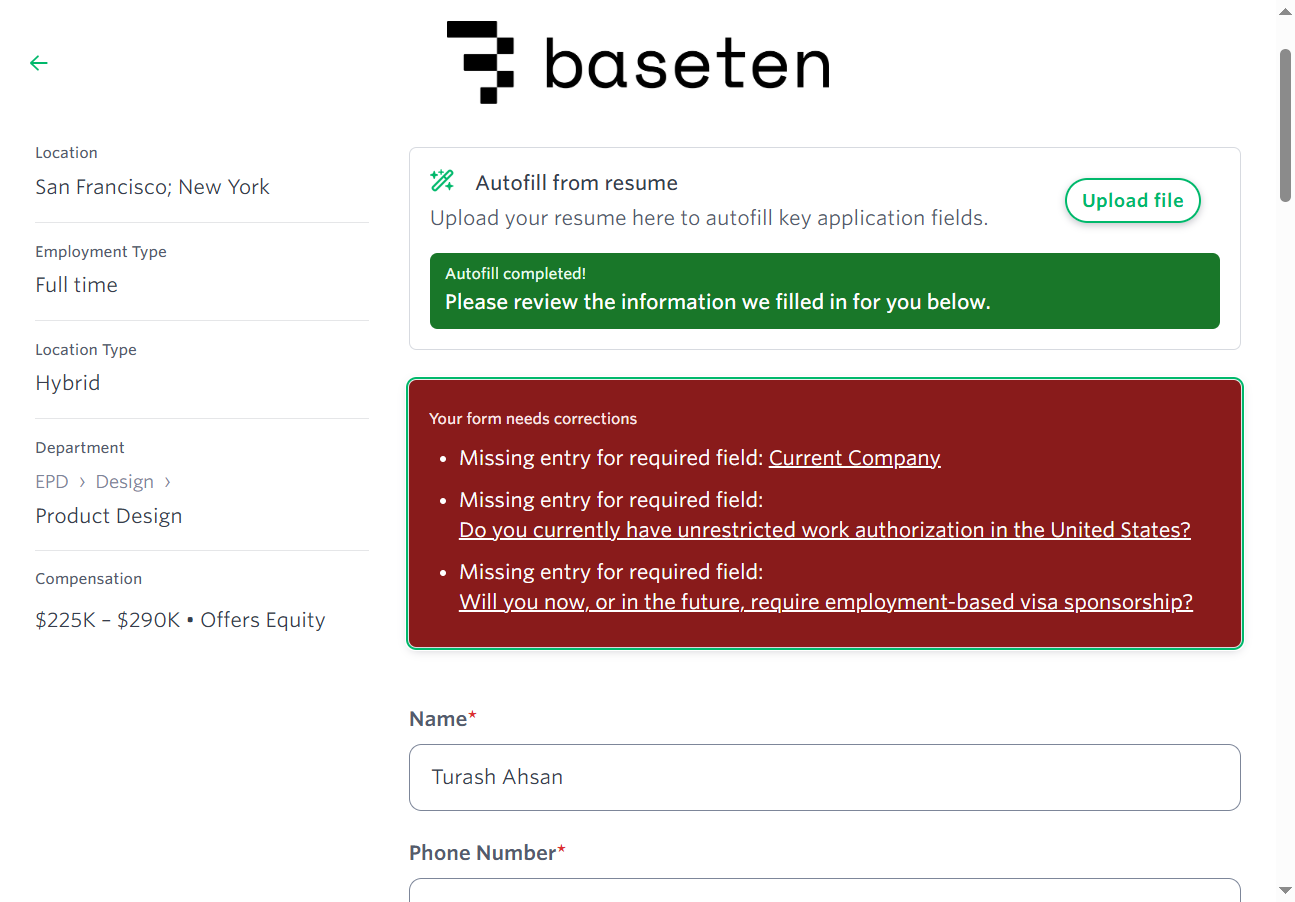 baseten
Location
San Francisco; New York
Employment Type
Full time
Location Type
Hybrid
Department
EPD › Design ›
Product Design
Compensation
$225K – $290K • Offers Equity
Autofill from resume
Upload your resume here to autofill key application fields.
Upload file
Autofill completed!
Please review the information we filled in for you below.
Your form needs corrections
• Missing entry for required field: Current Company
• Missing entry for required field:
Do you currently have unrestricted work authorization in the United States?
• Missing entry for required field:
Will you now, or in the future, require employment-based visa sponsorship?
Name*
Turash Ahsan
Phone Number*